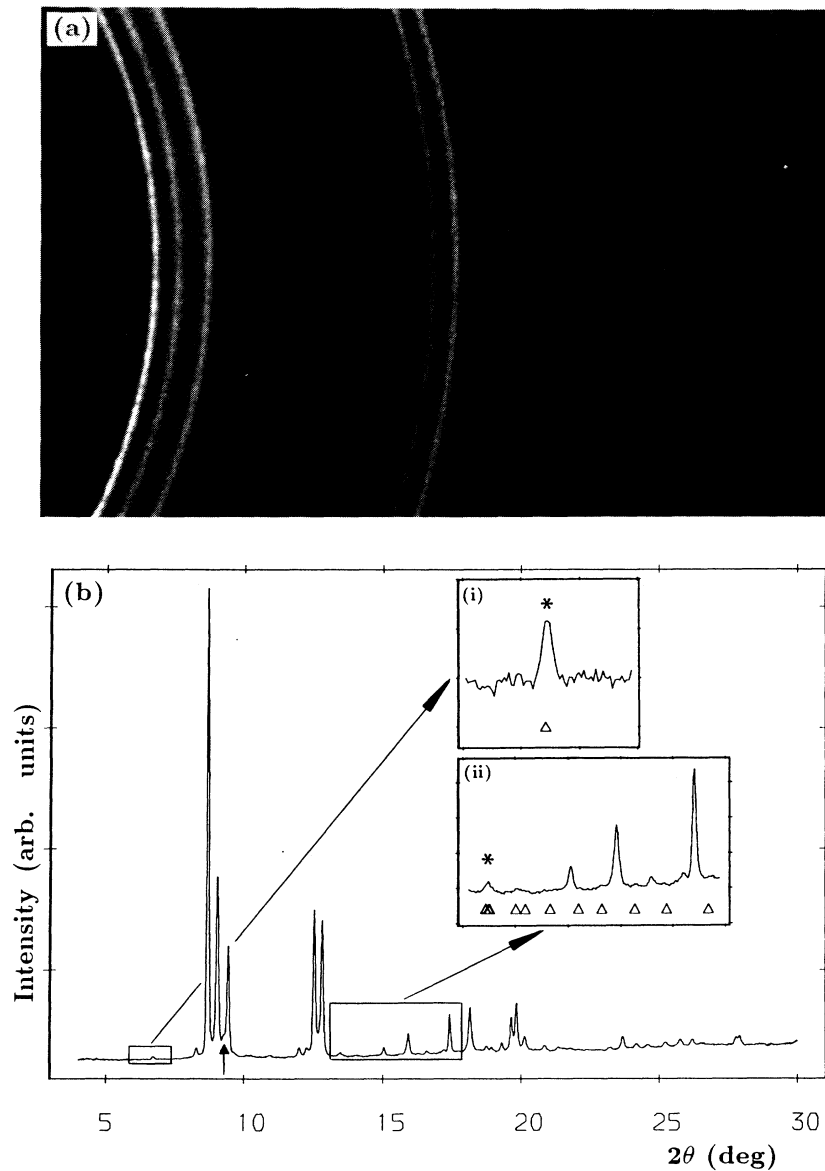 (a)
(b)
(i)
*
(ii)
*
Intensity (arb. units)
5 10 15 20 25 30
2θ (deg)